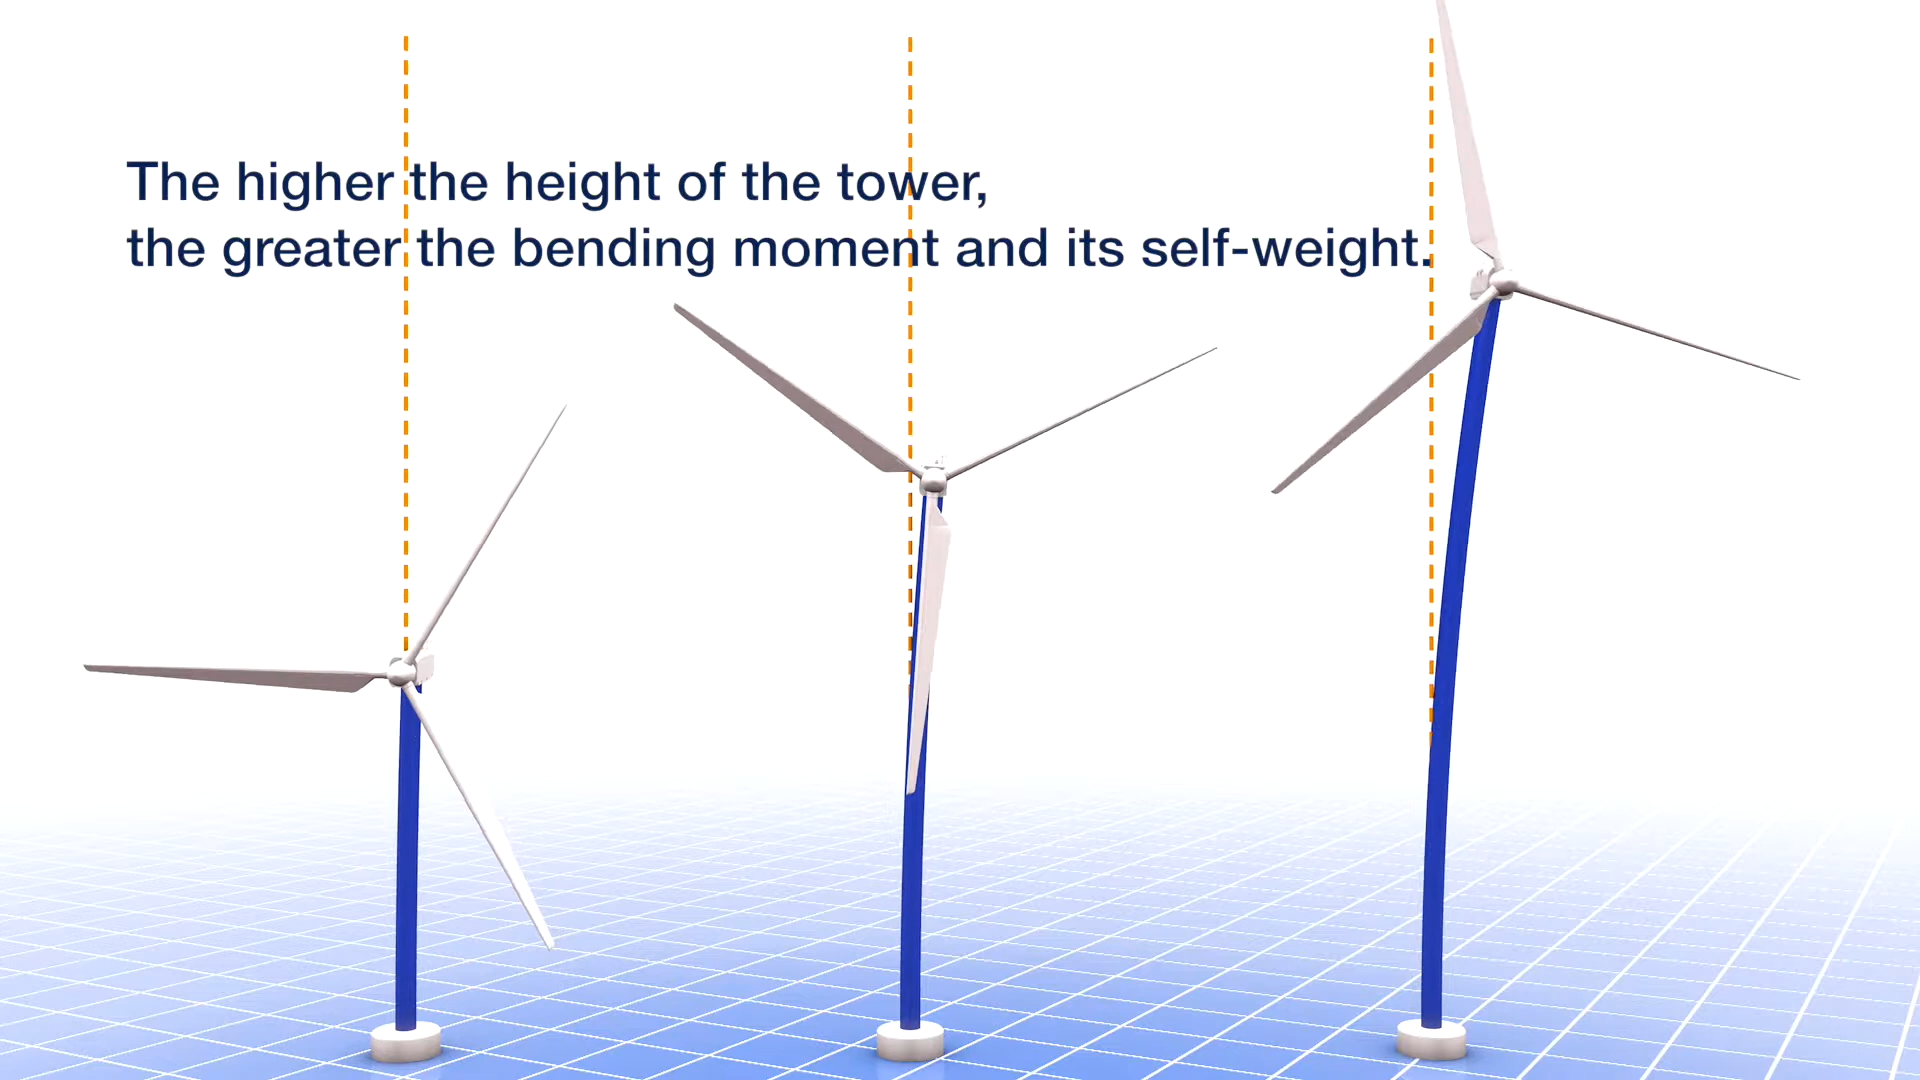 The higher the height of the tower,
the greater the bending moment and its self-weight.